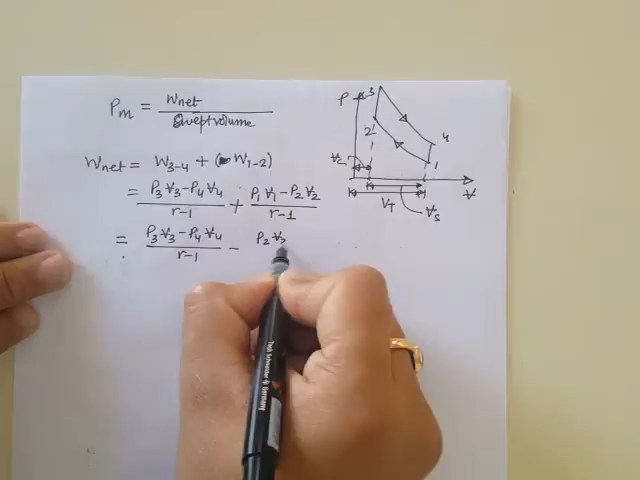 Pm = Wnet / Sweptvolume
Wnet = W3-4 + (W1-2)
= P3V3-P4V4 / r-1 + P1V1-P2V2 / r-1
= P3V3-P4V4 / r-1 - P2V2
P
3
2
4
1
V
VT
Vs